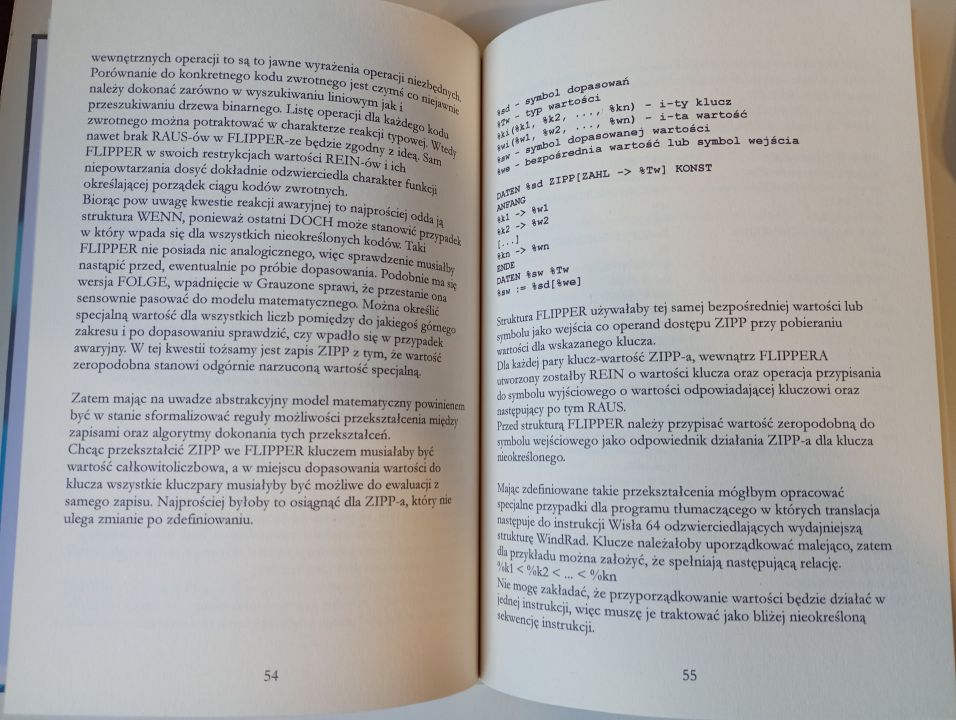 wewnętrznych operacji to są to jawne wyrażenia operacji niezbędnych.
Porównanie do konkretnego kodu zwrotnego jest czymś co niejawnie
należy dokonać zarówno w wyszukiwaniu liniowym jak i
przeszukiwaniu drzewa binarnego. Listę operacji dla każdego kodu
zwrotnego można potraktować w charakterze reakcji typowej. Wtedy
nawet brak RAUS-ów w FLIPPER-ze będzie zgodny z ideą. Sam
FLIPPER w swoich restrykcjach wartości REIN-ów i ich
niepowtarzania dosyć dokładnie odzwierciedla charakter funkcji
określającej porządek ciągu kodów zwrotnych.
Biorąc pow uwagę kwestie reakcji awaryjnej to najprościej odda ją
struktura WENN, ponieważ ostatni DOCH może stanowić przypadek
w który wpada się dla wszystkich nieokreślonych kodów. Taki
FLIPPER nie posiada nic analogicznego, więc sprawdzenie musiałby
nastąpić przed, ewentualnie po próbie dopasowania. Podobnie ma się
wersja FOLGE, wpadnięcie w Grauzone sprawi, że przestanie ona
sensownie pasować do modelu matematycznego. Można określić
specjalną wartość dla wszystkich liczb pomiędzy do jakiegoś górnego
zakresu i po dopasowaniu sprawdzić, czy wpadło się w przypadek
awaryjny. W tej kwestii tożsamy jest zapis ZIPP z tym, że wartość
zeropodobna stanowi odgórnie narzuconą wartość specjalną.
Zatem mając na uwadze abstrakcyjny model matematyczny powinienem
być w stanie sformalizować reguły możliwości przekształcenia między
zapisami oraz algorytmy dokonania tych przekształceń.
Chcąc przekształcić ZIPP we FLIPPER kluczem musiałaby być
wartość całkowitoliczbowa, a w miejscu dopasowania wartości do
klucza wszystkie kluczpary musiałyby być możliwe do ewaluacji z
samego zapisu. Najprościej byłoby to osiągnąć dla ZIPP-a, który nie
ulega zmianie po zdefiniowaniu.
54
%sd - symbol dopasowań
%Tw - typ wartości
%ki(%k1, %k2, ..., %kn) - i-ty klucz
%wi(%w1, %w2, ..., %wn) - i-ta wartość
%sw - symbol dopasowanej wartości
%we - bezpośrednia wartość lub symbol wejścia
DATEN %sd ZIPP[ZAHL -> %Tw] KONST
ANFANG
%k1 -> %w1
%k2 -> %w2
[...]
%kn -> %wn
ENDE
DATEN %sw %Tw
%sw := %sd[%we]
Struktura FLIPPER używałaby tej samej bezpośredniej wartości lub
symbolu jako wejścia co operand dostępu ZIPP przy pobieraniu
wartości dla wskazanego klucza.
Dla każdej pary klucz-wartość ZIPP-a, wewnątrz FLIPPERA
utworzony zostałby REIN o wartości klucza oraz operacja przypisania
do symbolu wyjściowego o wartości odpowiadającej kluczowi oraz
następujący po tym RAUS.
Przed strukturą FLIPPER należy przypisać wartość zeropodobną do
symbolu wejściowego jako odpowiednik działania ZIPP-a dla klucza
nieokreślonego.
Mając zdefiniowane takie przekształcenia mógłbym opracować
specjalne przypadki dla programu tłumaczącego w których translacja
następuje do instrukcji Wisła 64 odzwierciedlających wydajniejszą
strukturę WindRad. Klucze należałoby uporządkować malejąco, zatem
dla przykładu można założyć, że spełniają następującą relację.
%k1 < %k2 < ... < %kn
Nie mogę zakładać, że przyporządkowanie wartości będzie działać w
jednej instrukcji, więc muszę je traktować jako bliżej nieokreśloną
sekwencję instrukcji.
55